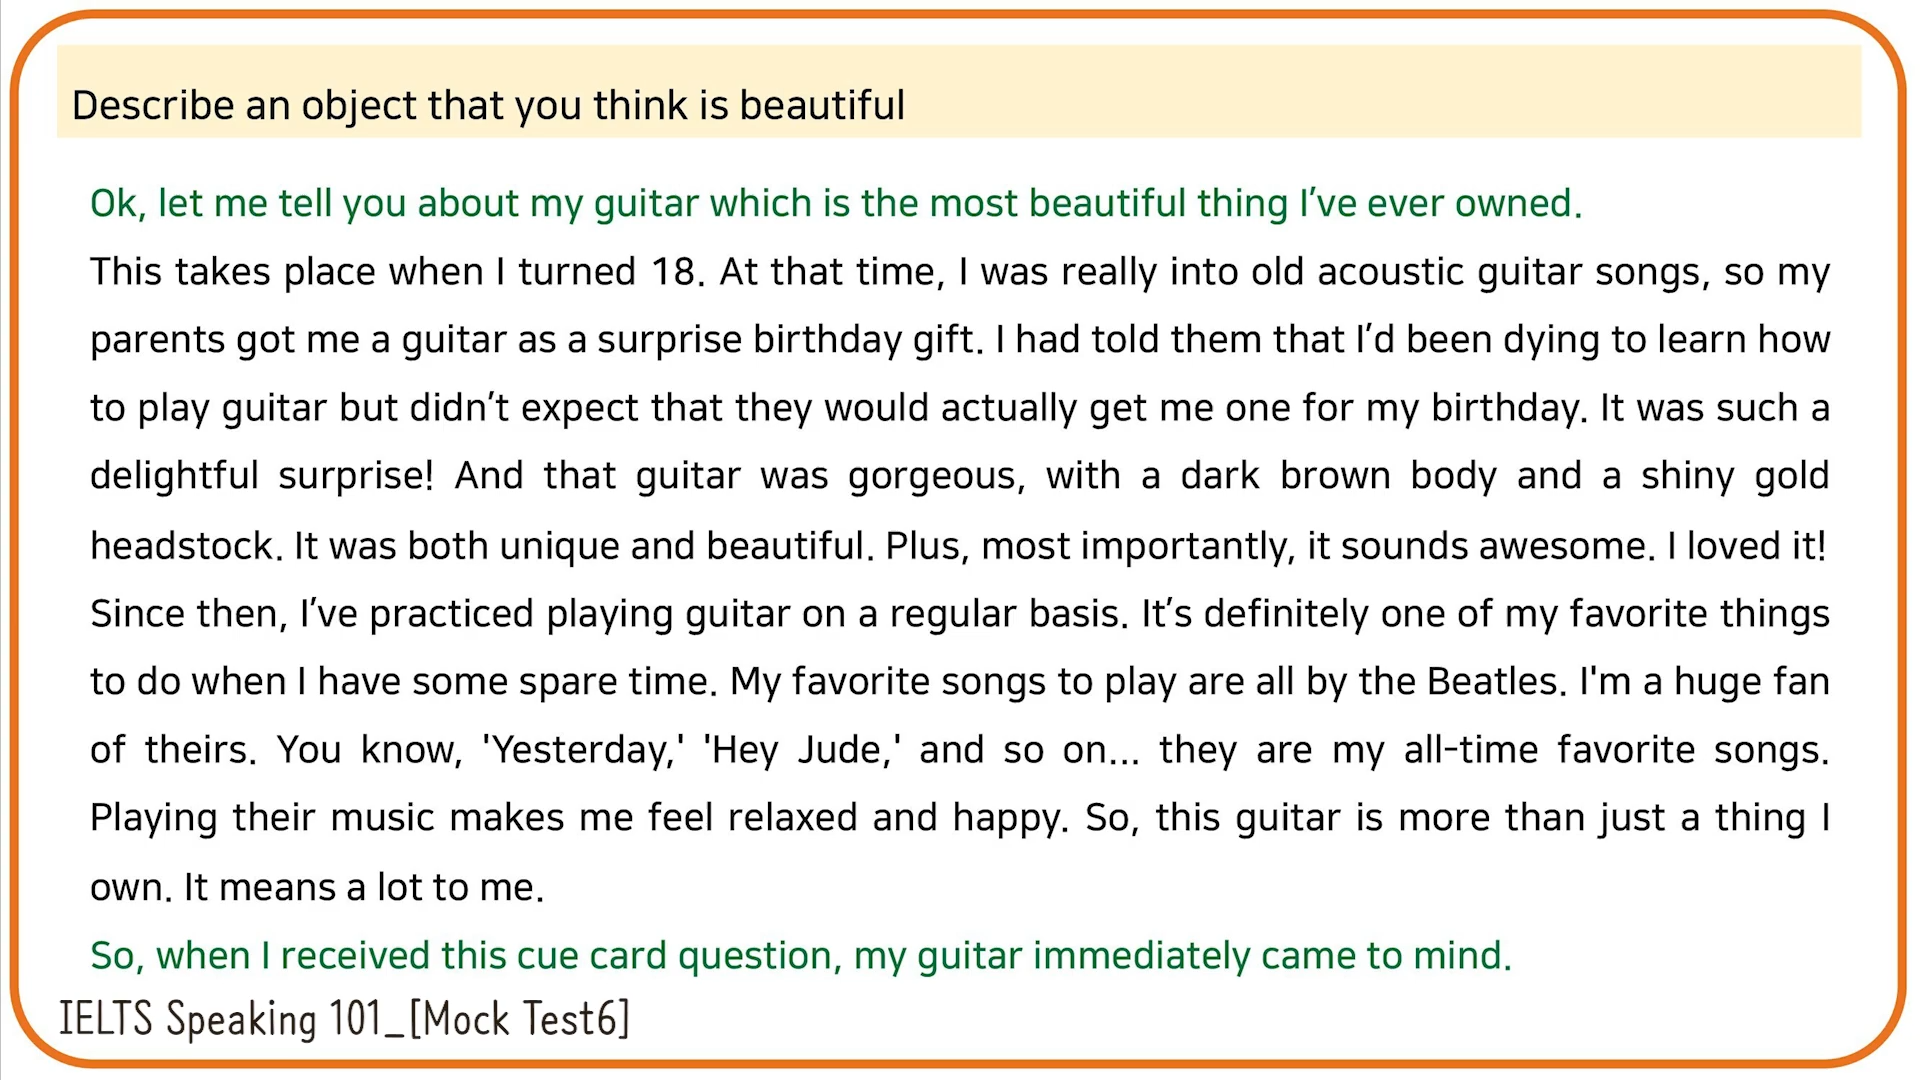 Describe an object that you think is beautiful
Ok, let me tell you about my guitar which is the most beautiful thing I’ve ever owned.
This takes place when I turned 18. At that time, I was really into old acoustic guitar songs, so my
parents got me a guitar as a surprise birthday gift. I had told them that I’d been dying to learn how
to play guitar but didn’t expect that they would actually get me one for my birthday. It was such a
delightful surprise! And that guitar was gorgeous, with a dark brown body and a shiny gold
headstock. It was both unique and beautiful. Plus, most importantly, it sounds awesome. I loved it!
Since then, I’ve practiced playing guitar on a regular basis. It’s definitely one of my favorite things
to do when I have some spare time. My favorite songs to play are all by the Beatles. I'm a huge fan
of theirs. You know, 'Yesterday,' 'Hey Jude,' and so on... they are my all-time favorite songs.
Playing their music makes me feel relaxed and happy. So, this guitar is more than just a thing I
own. It means a lot to me.
So, when I received this cue card question, my guitar immediately came to mind.
IELTS Speaking 101_[Mock Test6]